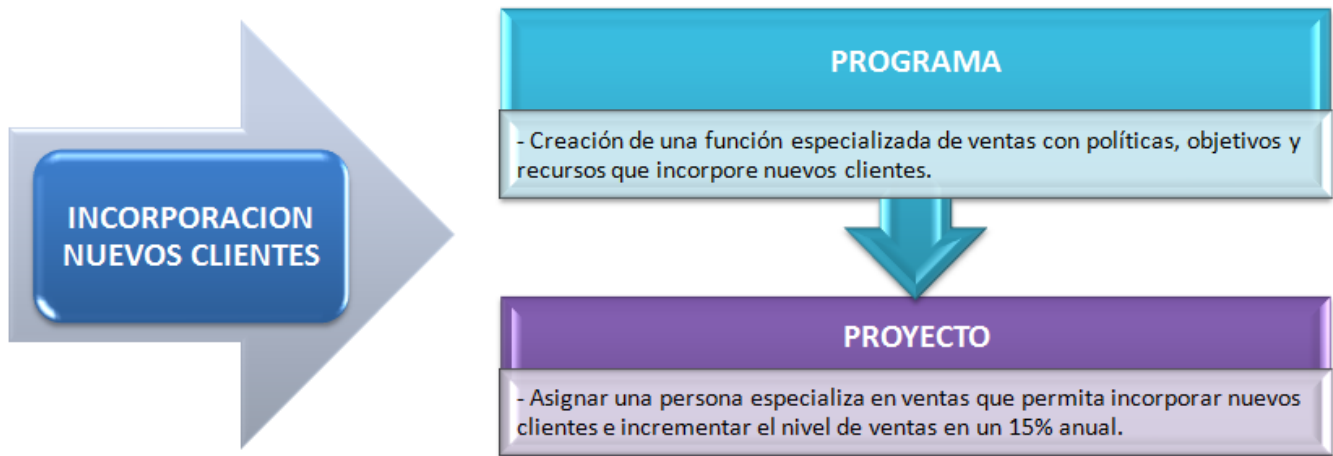 INCORPORACION
NUEVOS CLIENTES
PROGRAMA
- Creación de una función especializada de ventas con políticas, objetivos y
recursos que incorpore nuevos clientes.
PROYECTO
- Asignar una persona especializa en ventas que permita incorporar nuevos
clientes e incrementar el nivel de ventas en un 15% anual.